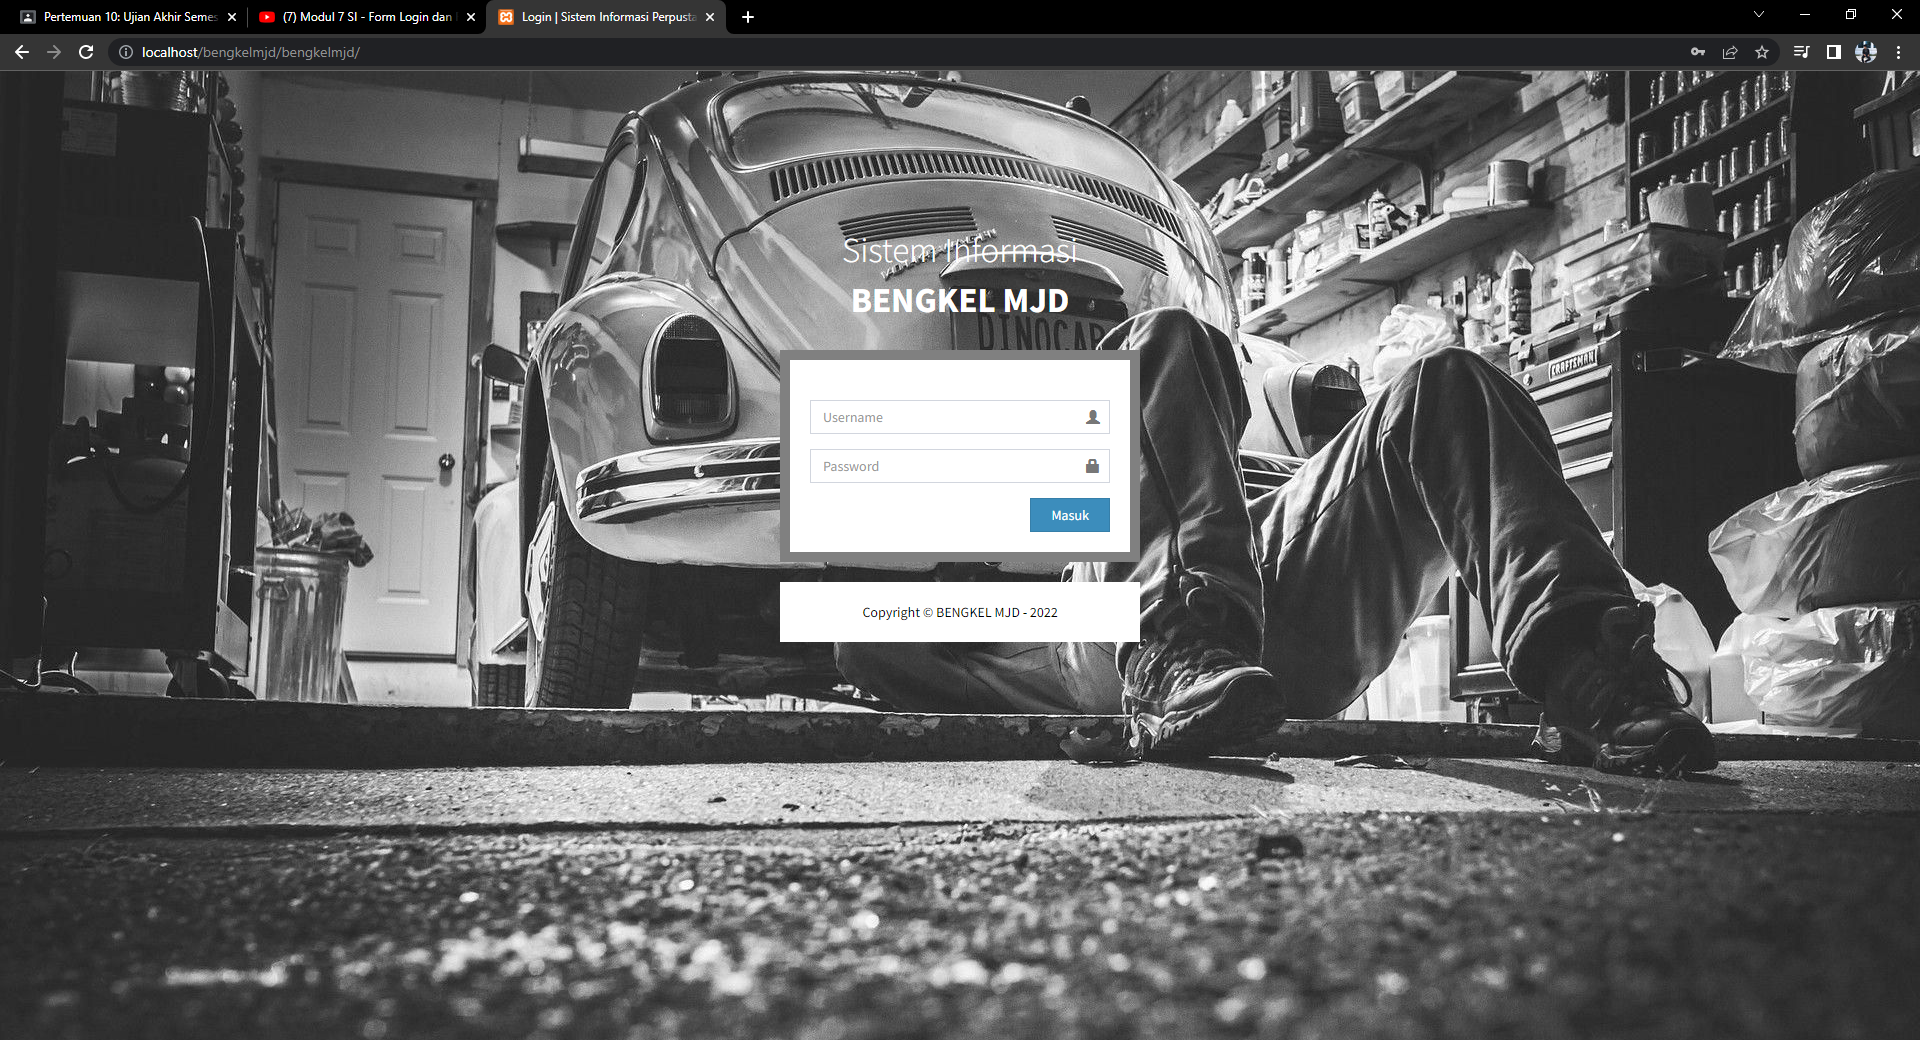 Pertemuan 10: Ujian Akhir Semes
(7) Modul 7 SI - Form Login dan
Login | Sistem Informasi Perpusta
localhost/bengkelmjd/bengkelmjd/
Sistem Informasi
BENGKEL MJD
DINOCAR
CRAFTSMAN
Username
Password
Masuk
Copyright © BENGKEL MJD - 2022